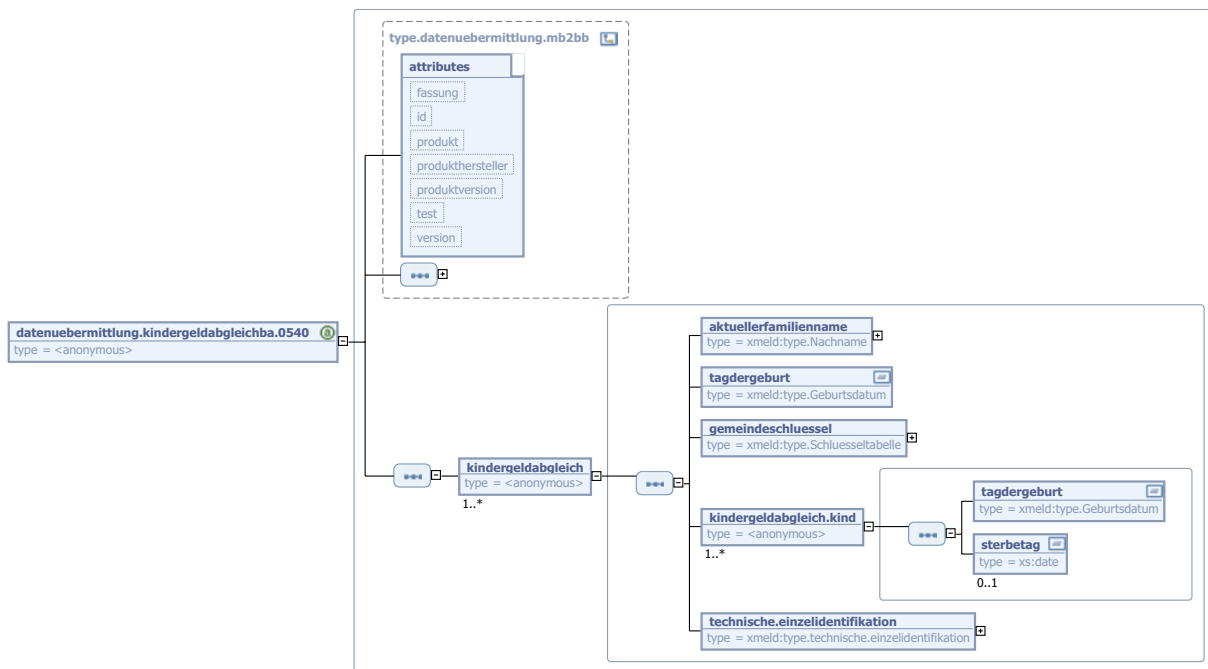 type.datenuebermittlung.mb2bb
attributes
fassung
id
produkt
produkthersteller
produktversion
test
version
datenuebermittlung.kindergeldabgleichba.0540
type = <anonymous>
kindergeldabgleich
type = <anonymous>
1..*
aktuellerfamilienname
type = xmeld:type.Nachname
tagdergeburt
type = xmeld:type.Geburtsdatum
gemeindeschluessel
type = xmeld:type.Schluesseltabelle
kindergeldabgleich.kind
type = <anonymous>
1..*
tagdergeburt
type = xmeld:type.Geburtsdatum
sterbetag
type = xs:date
0..1
technische.einzelidentifikation
type = xmeld:type.technische.einzelidentifikation